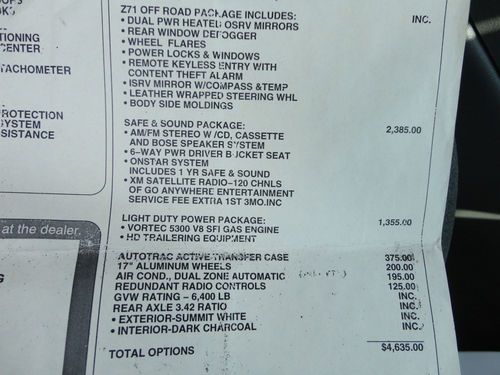 TIONING
CENTER
TACHOMETER
ROTECTION
SYSTEM
SISTANCE
at the dealer.
Z71 OFF ROAD PACKAGE INCLUDES: INC.
• DUAL PWR HEATED OSRV MIRRORS
• REAR WINDOW DEFOGGER
• WHEEL FLARES
• POWER LOCKS & WINDOWS
• REMOTE KEYLESS ENTRY WITH
CONTENT THEFT ALARM
• ISRV MIRROR W/COMPASS &TEMP
• LEATHER WRAPPED STEERING WHL
• BODY SIDE MOLDINGS
SAFE & SOUND PACKAGE: 2,385.00
• AM/FM STEREO W/CD, CASSETTE
AND BOSE SPEAKER SYSTEM
• 6-WAY PWR DRIVER BUCKET SEAT
• ONSTAR SYSTEM
INCLUDES 1 YR SAFE & SOUND
• XM SATELLITE RADIO-120 CHNLS
OF GO ANYWHERE ENTERTAINMENT
SERVICE FEE EXTRA 1ST 3MO.INC
LIGHT DUTY POWER PACKAGE: 1,355.00
• VORTEC 5300 V8 SFI GAS ENGINE
• HD TRAILERING EQUIPMENT
AUTOTRAC ACTIVE TRANSFER CASE 375.00
17" ALUMINUM WHEELS 200.00
AIR COND., DUAL ZONE AUTOMATIC 195.00
REDUNDANT RADIO CONTROLS 125.00
GVW RATING – 6,400 LB INC.
REAR AXLE 3.42 RATIO INC.
• EXTERIOR-SUMMIT WHITE INC.
• INTERIOR-DARK CHARCOAL INC.
TOTAL OPTIONS $4,635.00